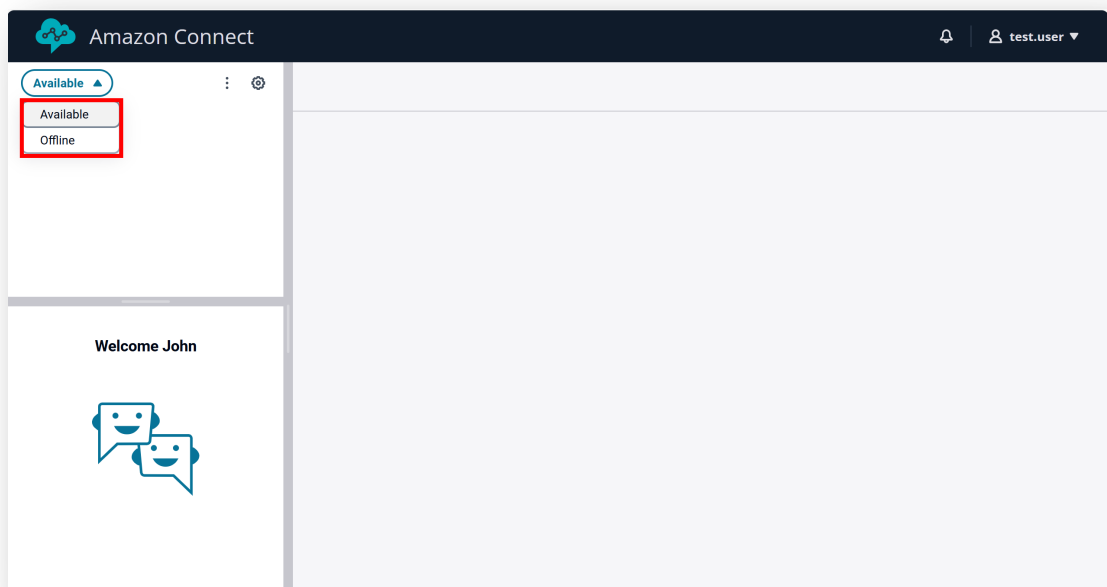 Amazon Connect
test.user
Available
Available
Offline
Welcome John